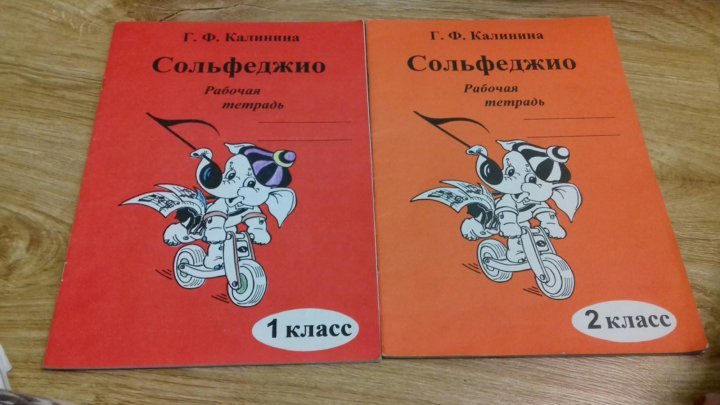 Г. Ф. Калинина
Сольфеджио
Рабочая
тетрадь
1 класс
Г. Ф. Калинина
Сольфеджио
Рабочая
тетрадь
2 класс